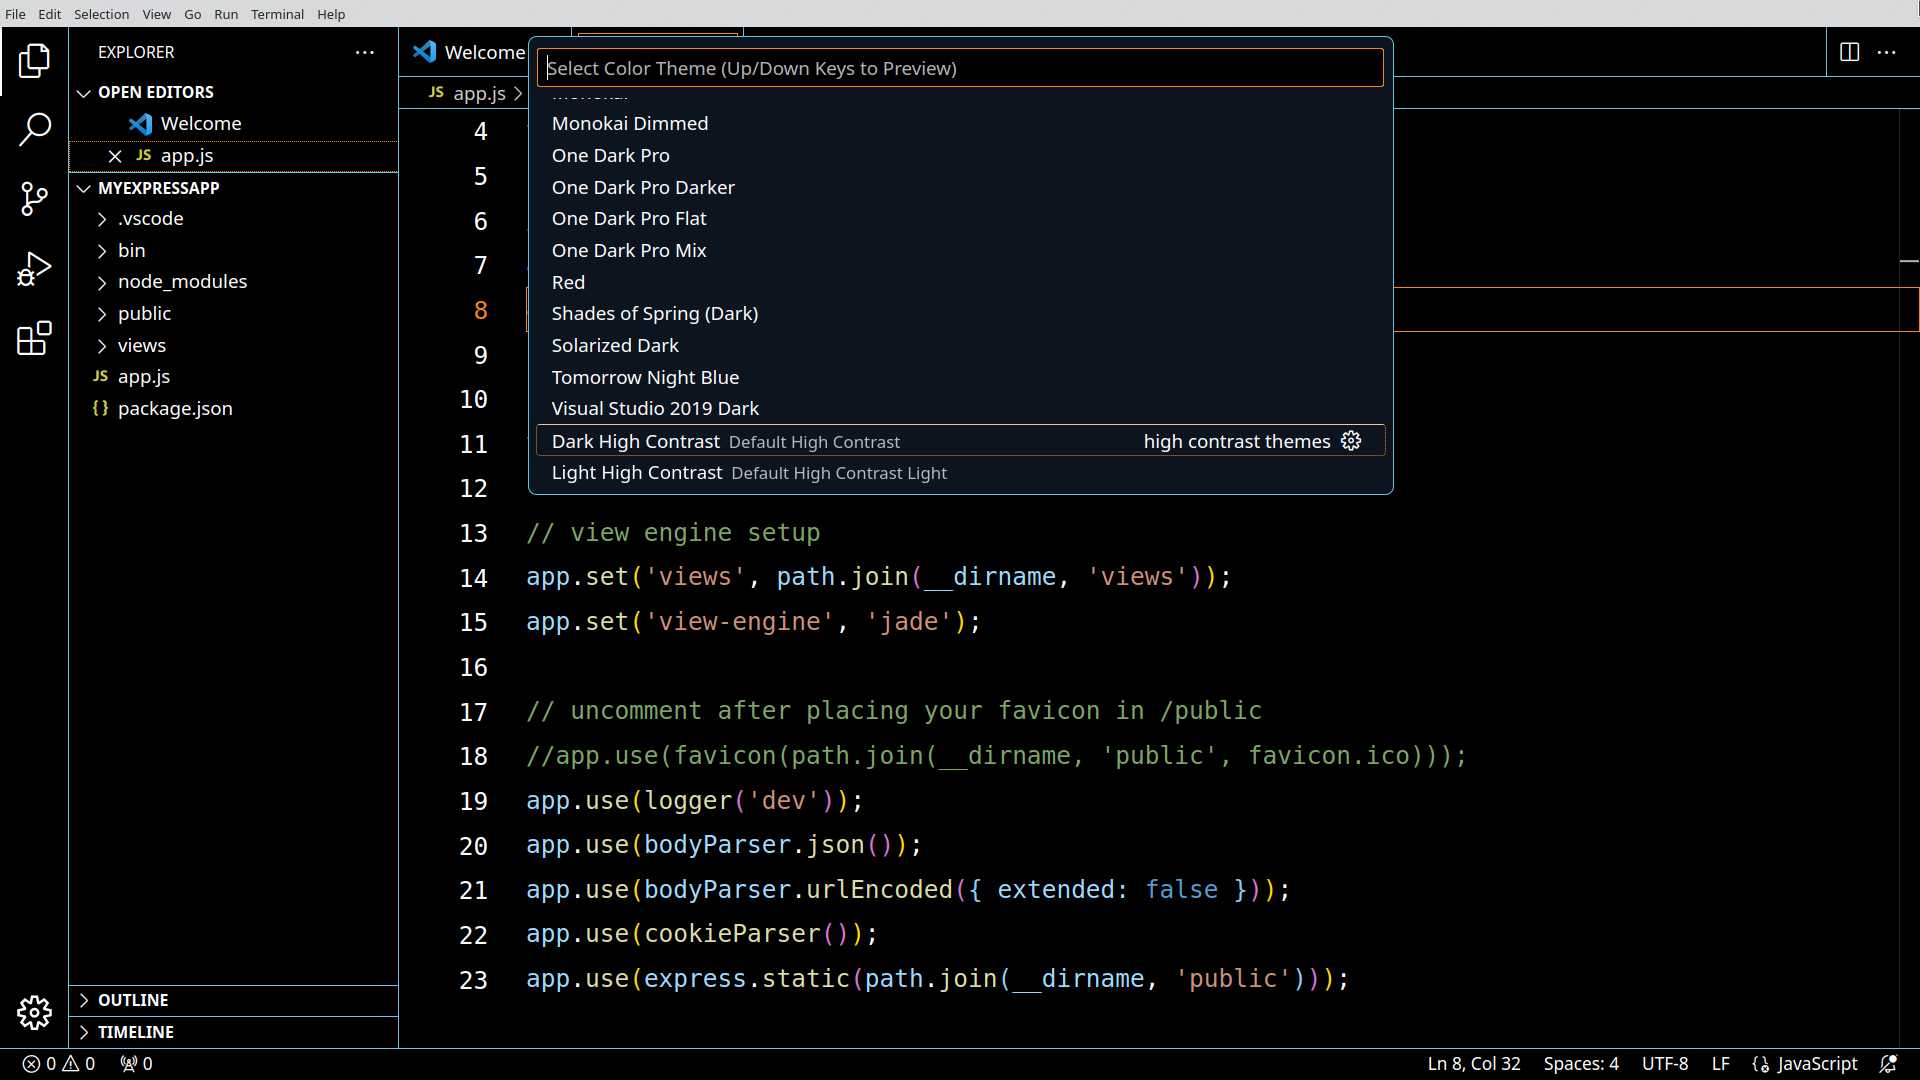 File Edit Selection View Go Run Terminal Help
EXPLORER
OPEN EDITORS
Welcome
JS app.js
MYEXPRESSAPP
.vscode
bin
node_modules
public
views
JS app.js
{} package.json
OUTLINE
TIMELINE
Welcome
JS app.js
Select Color Theme (Up/Down Keys to Preview)
Monokai Dimmed
One Dark Pro
One Dark Pro Darker
One Dark Pro Flat
One Dark Pro Mix
Red
Shades of Spring (Dark)
Solarized Dark
Tomorrow Night Blue
Visual Studio 2019 Dark
Dark High Contrast Default High Contrast high contrast themes
Light High Contrast Default High Contrast Light
4
5
6
7
8
9
10
11
12
13 // view engine setup
14 app.set('views', path.join(__dirname, 'views'));
15 app.set('view-engine', 'jade');
16
17 // uncomment after placing your favicon in /public
18 //app.use(favicon(path.join(__dirname, 'public', favicon.ico)));
19 app.use(logger('dev'));
20 app.use(bodyParser.json());
21 app.use(bodyParser.urlEncoded({ extended: false }));
22 app.use(cookieParser());
23 app.use(express.static(path.join(__dirname, 'public')));
0 0 0 Ln 8, Col 32 Spaces: 4 UTF-8 LF JavaScript